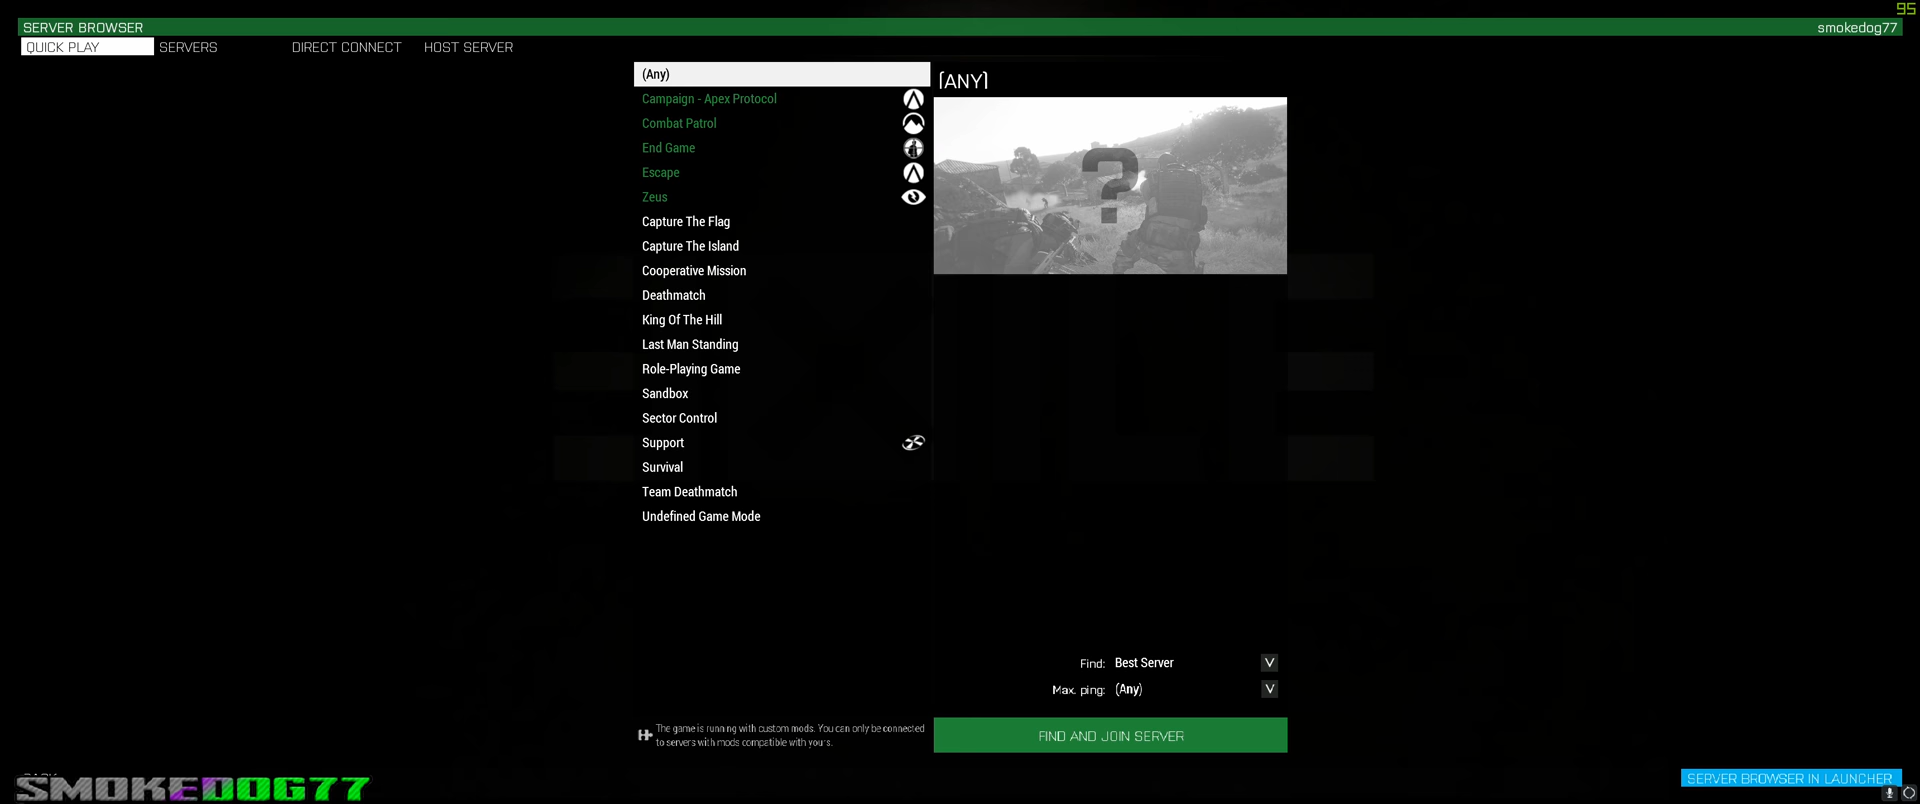 95
SERVER BROWSER
smokedog77
QUICK PLAY
SERVERS
DIRECT CONNECT
HOST SERVER
(Any)
Campaign - Apex Protocol
Combat Patrol
End Game
Escape
Zeus
Capture The Flag
Capture The Island
Cooperative Mission
Deathmatch
King Of The Hill
Last Man Standing
Role-Playing Game
Sandbox
Sector Control
Support
Survival
Team Deathmatch
Undefined Game Mode
(ANY)
?
Find: Best Server
Max. ping: (Any)
The game is running with custom mods. You can only be connected
to servers with mods compatible with yours.
FIND AND JOIN SERVER
SMOKEDOG77
SERVER BROWSER IN LAUNCHER